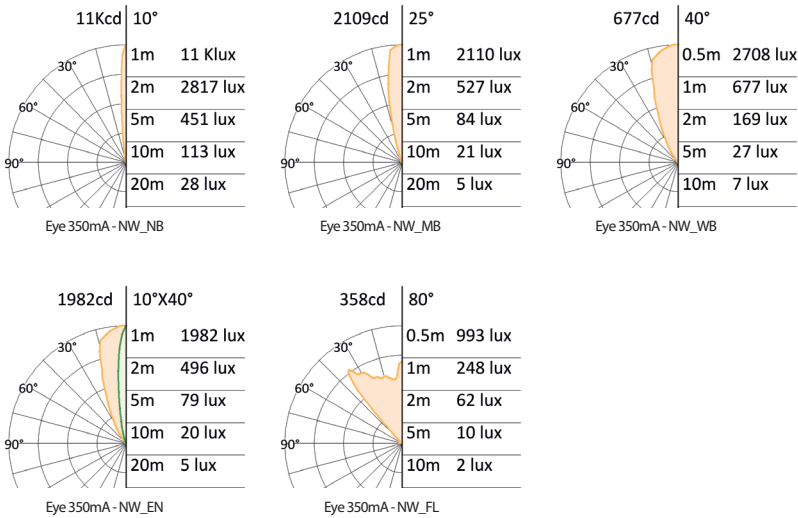 11Kcd 10°
1m 11 Klux
30°
2m 2817 lux
60°
5m 451 lux
90°
10m 113 lux
20m 28 lux
Eye 350mA - NW_NB
2109cd 25°
1m 2110 lux
30°
2m 527 lux
60°
5m 84 lux
90°
10m 21 lux
20m 5 lux
Eye 350mA - NW_MB
677cd 40°
0.5m 2708 lux
30°
1m 677 lux
60°
2m 169 lux
90°
5m 27 lux
10m 7 lux
Eye 350mA - NW_WB
1982cd 10°X40°
1m 1982 lux
30°
2m 496 lux
60°
5m 79 lux
90°
10m 20 lux
20m 5 lux
Eye 350mA - NW_EN
358cd 80°
0.5m 993 lux
30°
1m 248 lux
60°
2m 62 lux
90°
5m 10 lux
10m 2 lux
Eye 350mA - NW_FL